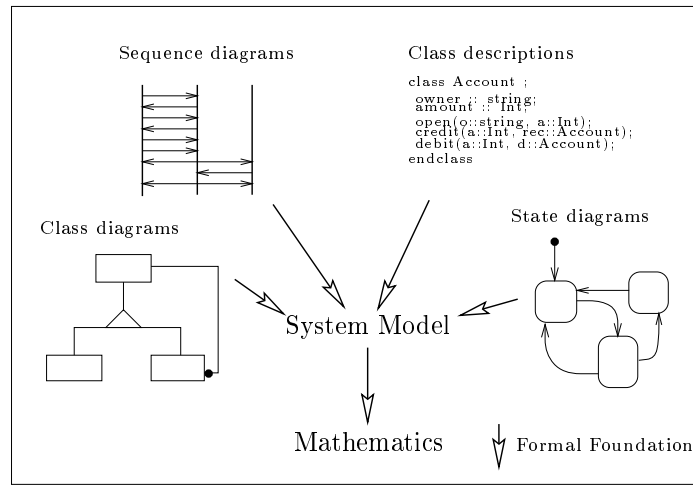 Sequence diagrams
Class descriptions
class Account ;
owner :: string;
amount :: Int;
open(o::string, a::Int);
credit(a::Int, rec::Account);
debit(a::Int, d::Account);
endclass
Class diagrams
State diagrams
System Model
Mathematics
Formal Foundation